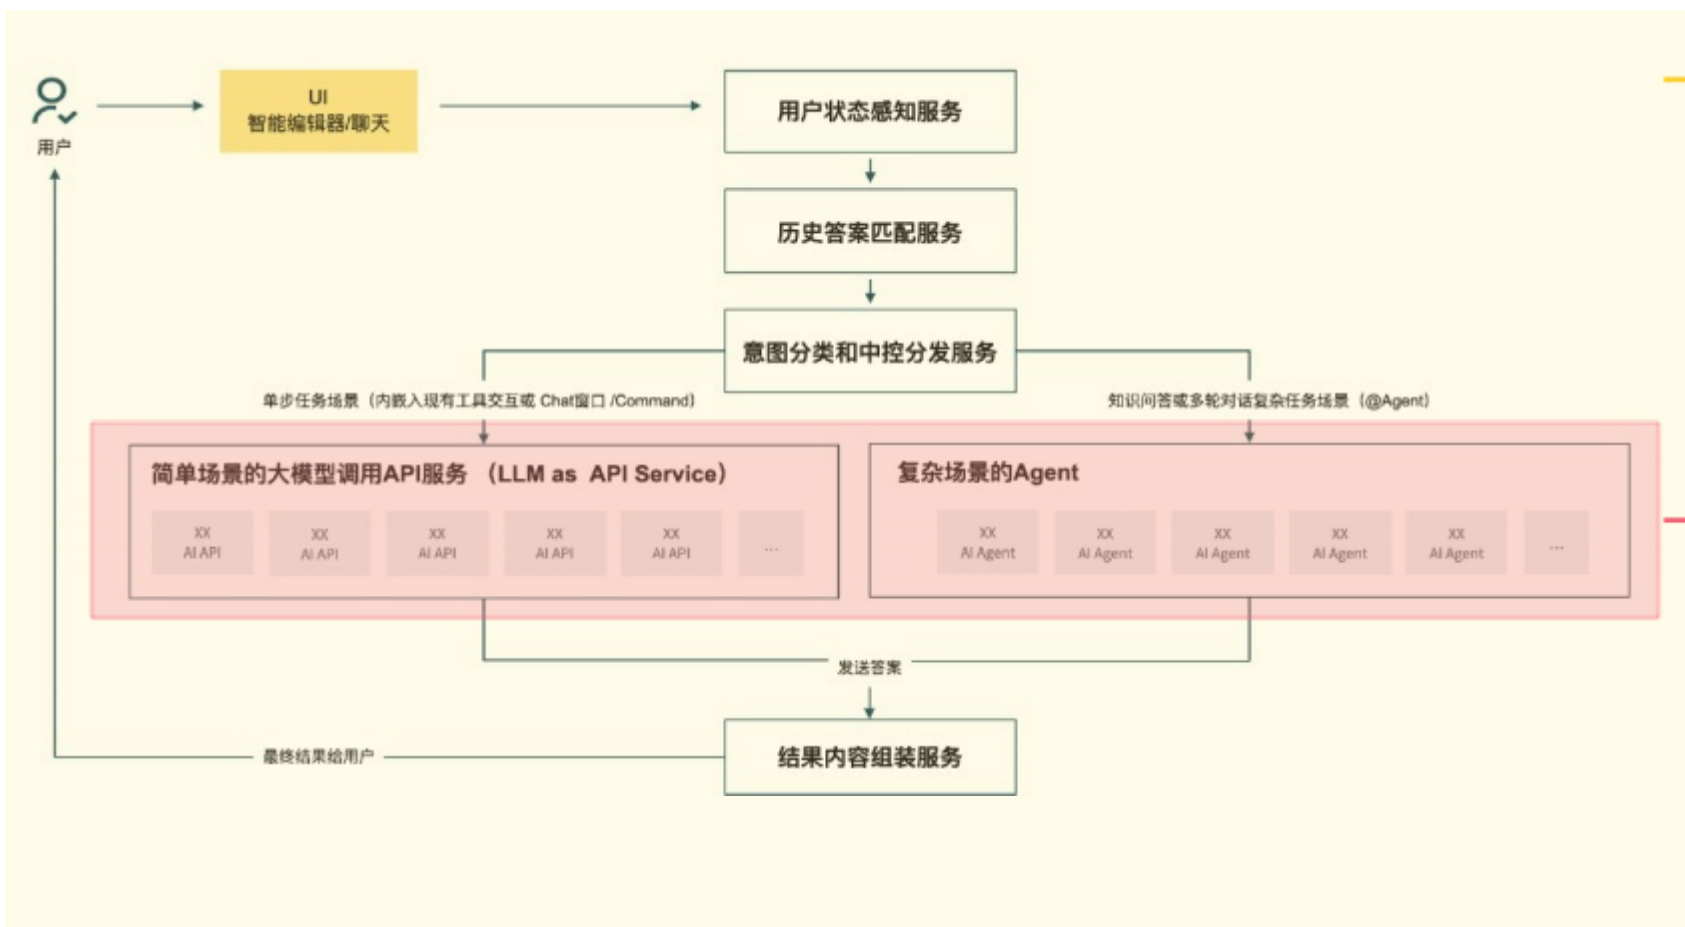 用户
UI
智能编辑器/聊天
用户状态感知服务
历史答案匹配服务
意图分类和中控分发服务
单步任务场景（内嵌入现有工具交互或 Chat窗口 /Command）
知识问答或多轮对话复杂任务场景（@Agent）
简单场景的大模型调用API服务 （LLM as API Service）
XX
AI API
XX
AI API
XX
AI API
XX
AI API
XX
AI API
...
复杂场景的Agent
XX
AI Agent
XX
AI Agent
XX
AI Agent
XX
AI Agent
XX
AI Agent
...
发送答案
结果内容组装服务
最终结果给用户